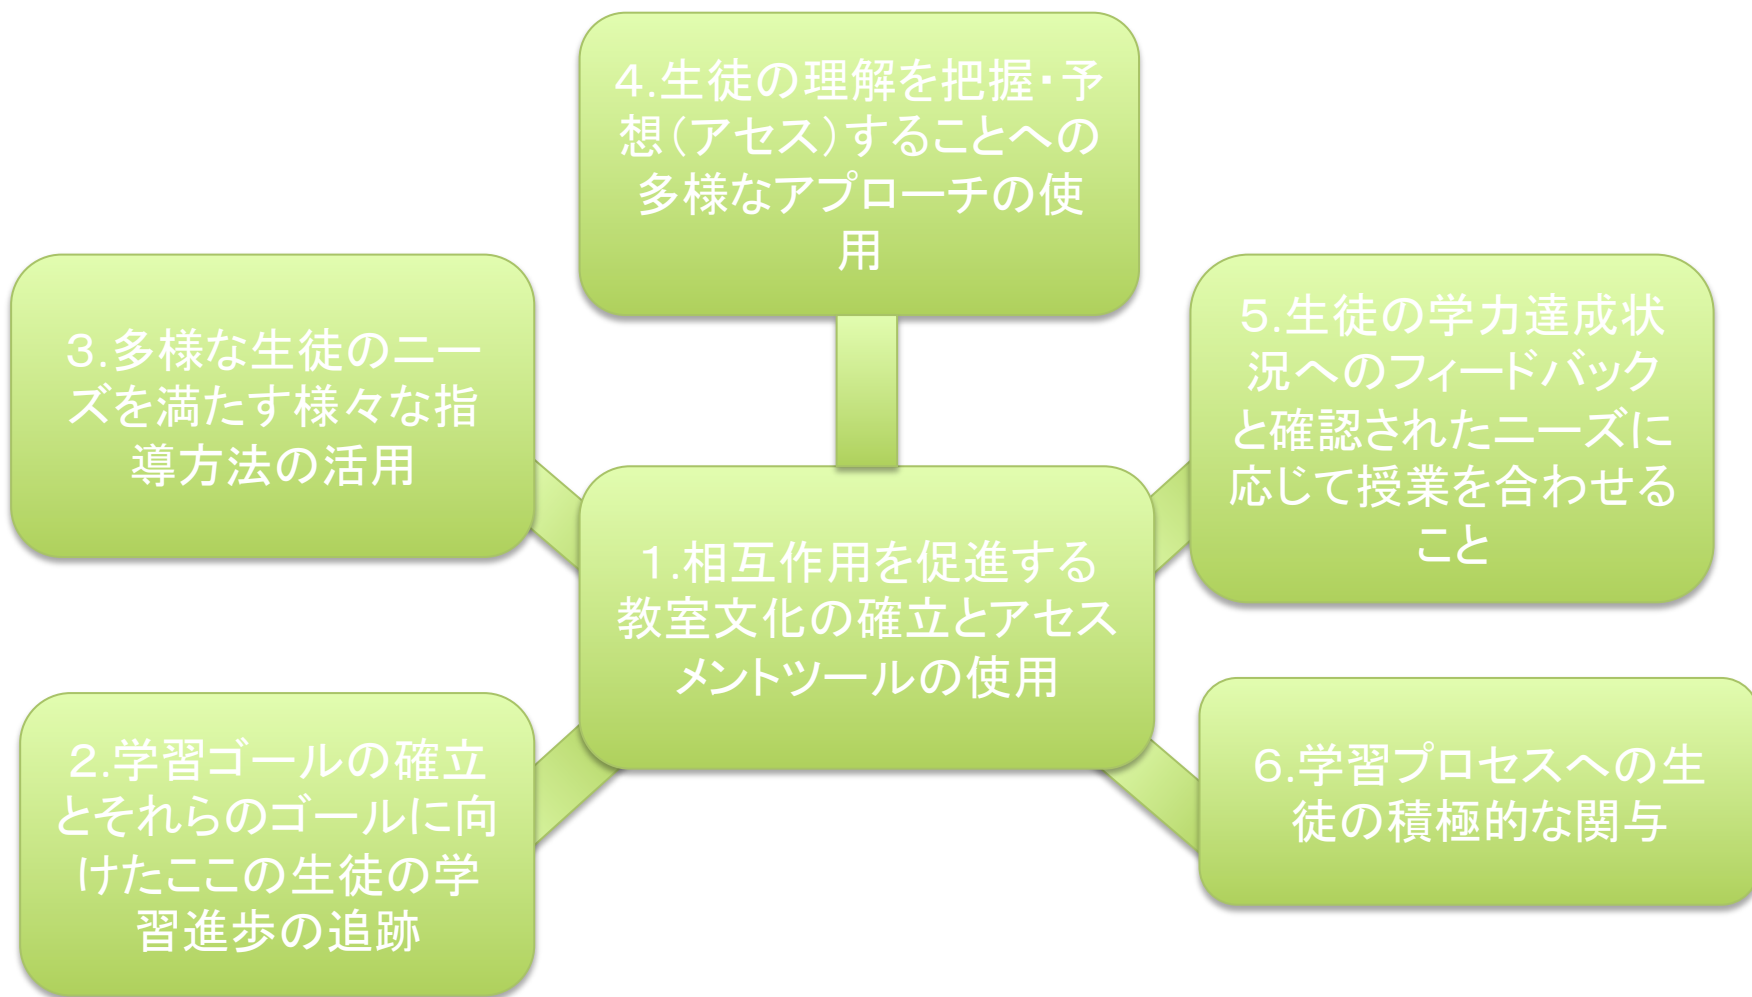 4.生徒の理解を把握・予
想（アセス）することへの
多様なアプローチの使
用
3.多様な生徒のニー
ズを満たす様々な指
導方法の活用
5.生徒の学力達成状
況へのフィードバック
と確認されたニーズに
応じて授業を合わせる
こと
1.相互作用を促進する
教室文化の確立とアセス
メントツールの使用
2.学習ゴールの確立
とそれらのゴールに向
けたここの生徒の学
習進歩の追跡
6.学習プロセスへの生
徒の積極的な関与